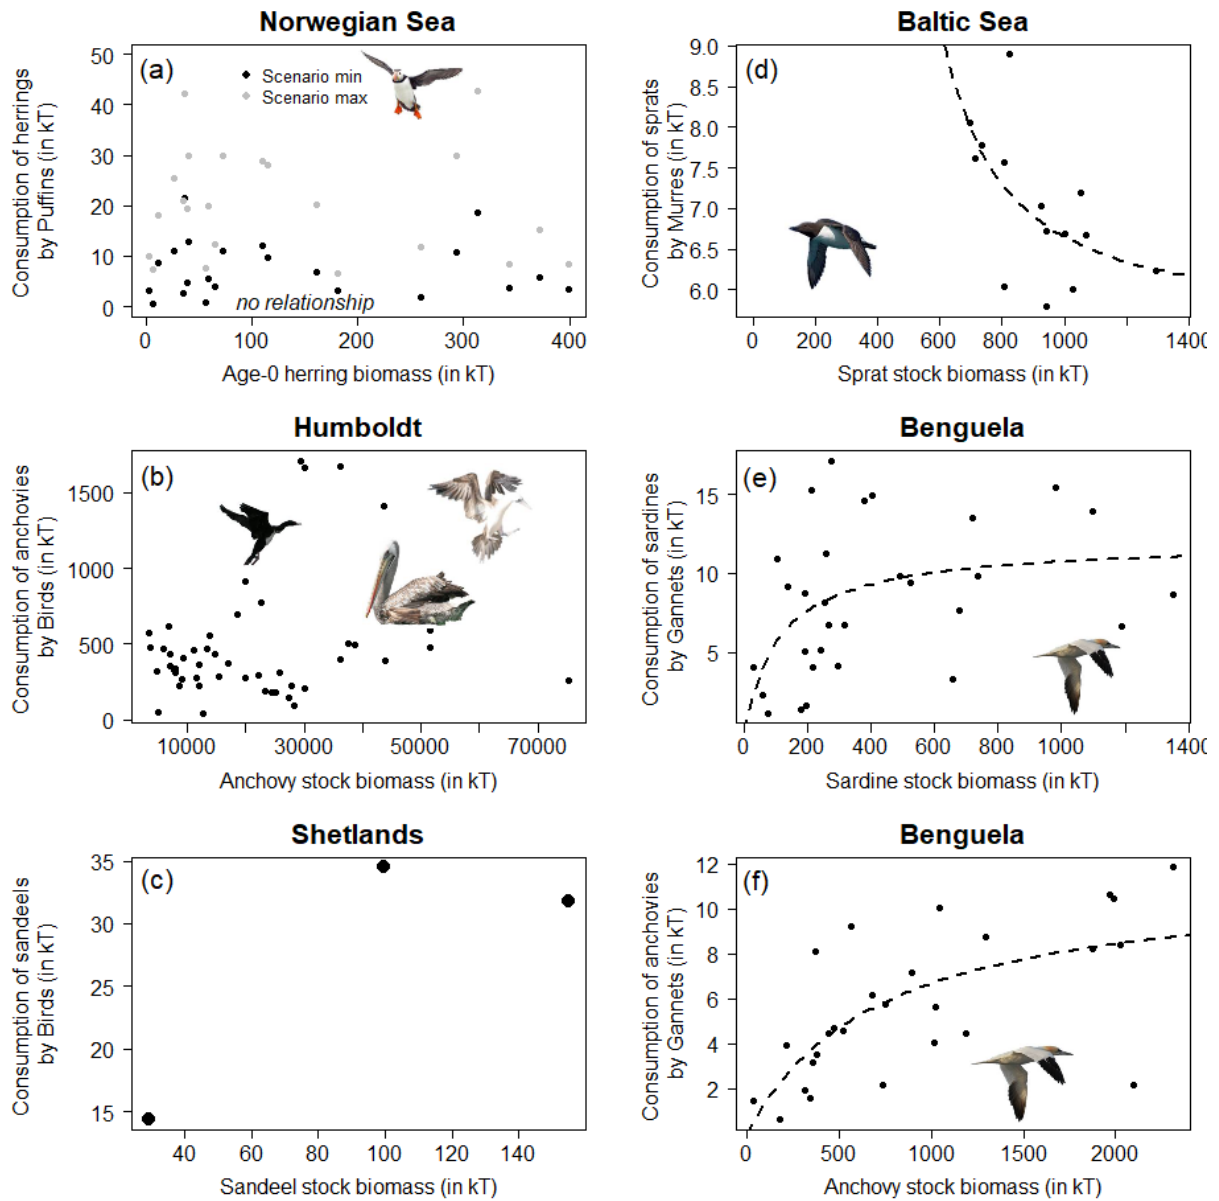 Norwegian Sea
(a)
Scenario min
Scenario max
no relationship
50
40
30
20
10
0
0 100 200 300 400
Consumption of herrings
by Puffins (in kT)
Age-0 herring biomass (in kT)
Baltic Sea
(d)
9.0
8.5
8.0
7.5
7.0
6.5
6.0
0 200 400 600 800 1000 1400
Consumption of sprats
by Murres (in kT)
Sprat stock biomass (in kT)
Humboldt
(b)
1500
1000
500
0
10000 30000 50000 70000
Consumption of anchovies
by Birds (in kT)
Anchovy stock biomass (in kT)
Benguela
(e)
15
10
5
0 200 400 600 800 1000 1400
Consumption of sardines
by Gannets (in kT)
Sardine stock biomass (in kT)
Shetlands
(c)
35
30
25
20
15
40 60 80 100 120 140
Consumption of sandeels
by Birds (in kT)
Sandeel stock biomass (in kT)
Benguela
(f)
12
10
8
6
4
2
0 500 1000 1500 2000
Consumption of anchovies
by Gannets (in kT)
Anchovy stock biomass (in kT)